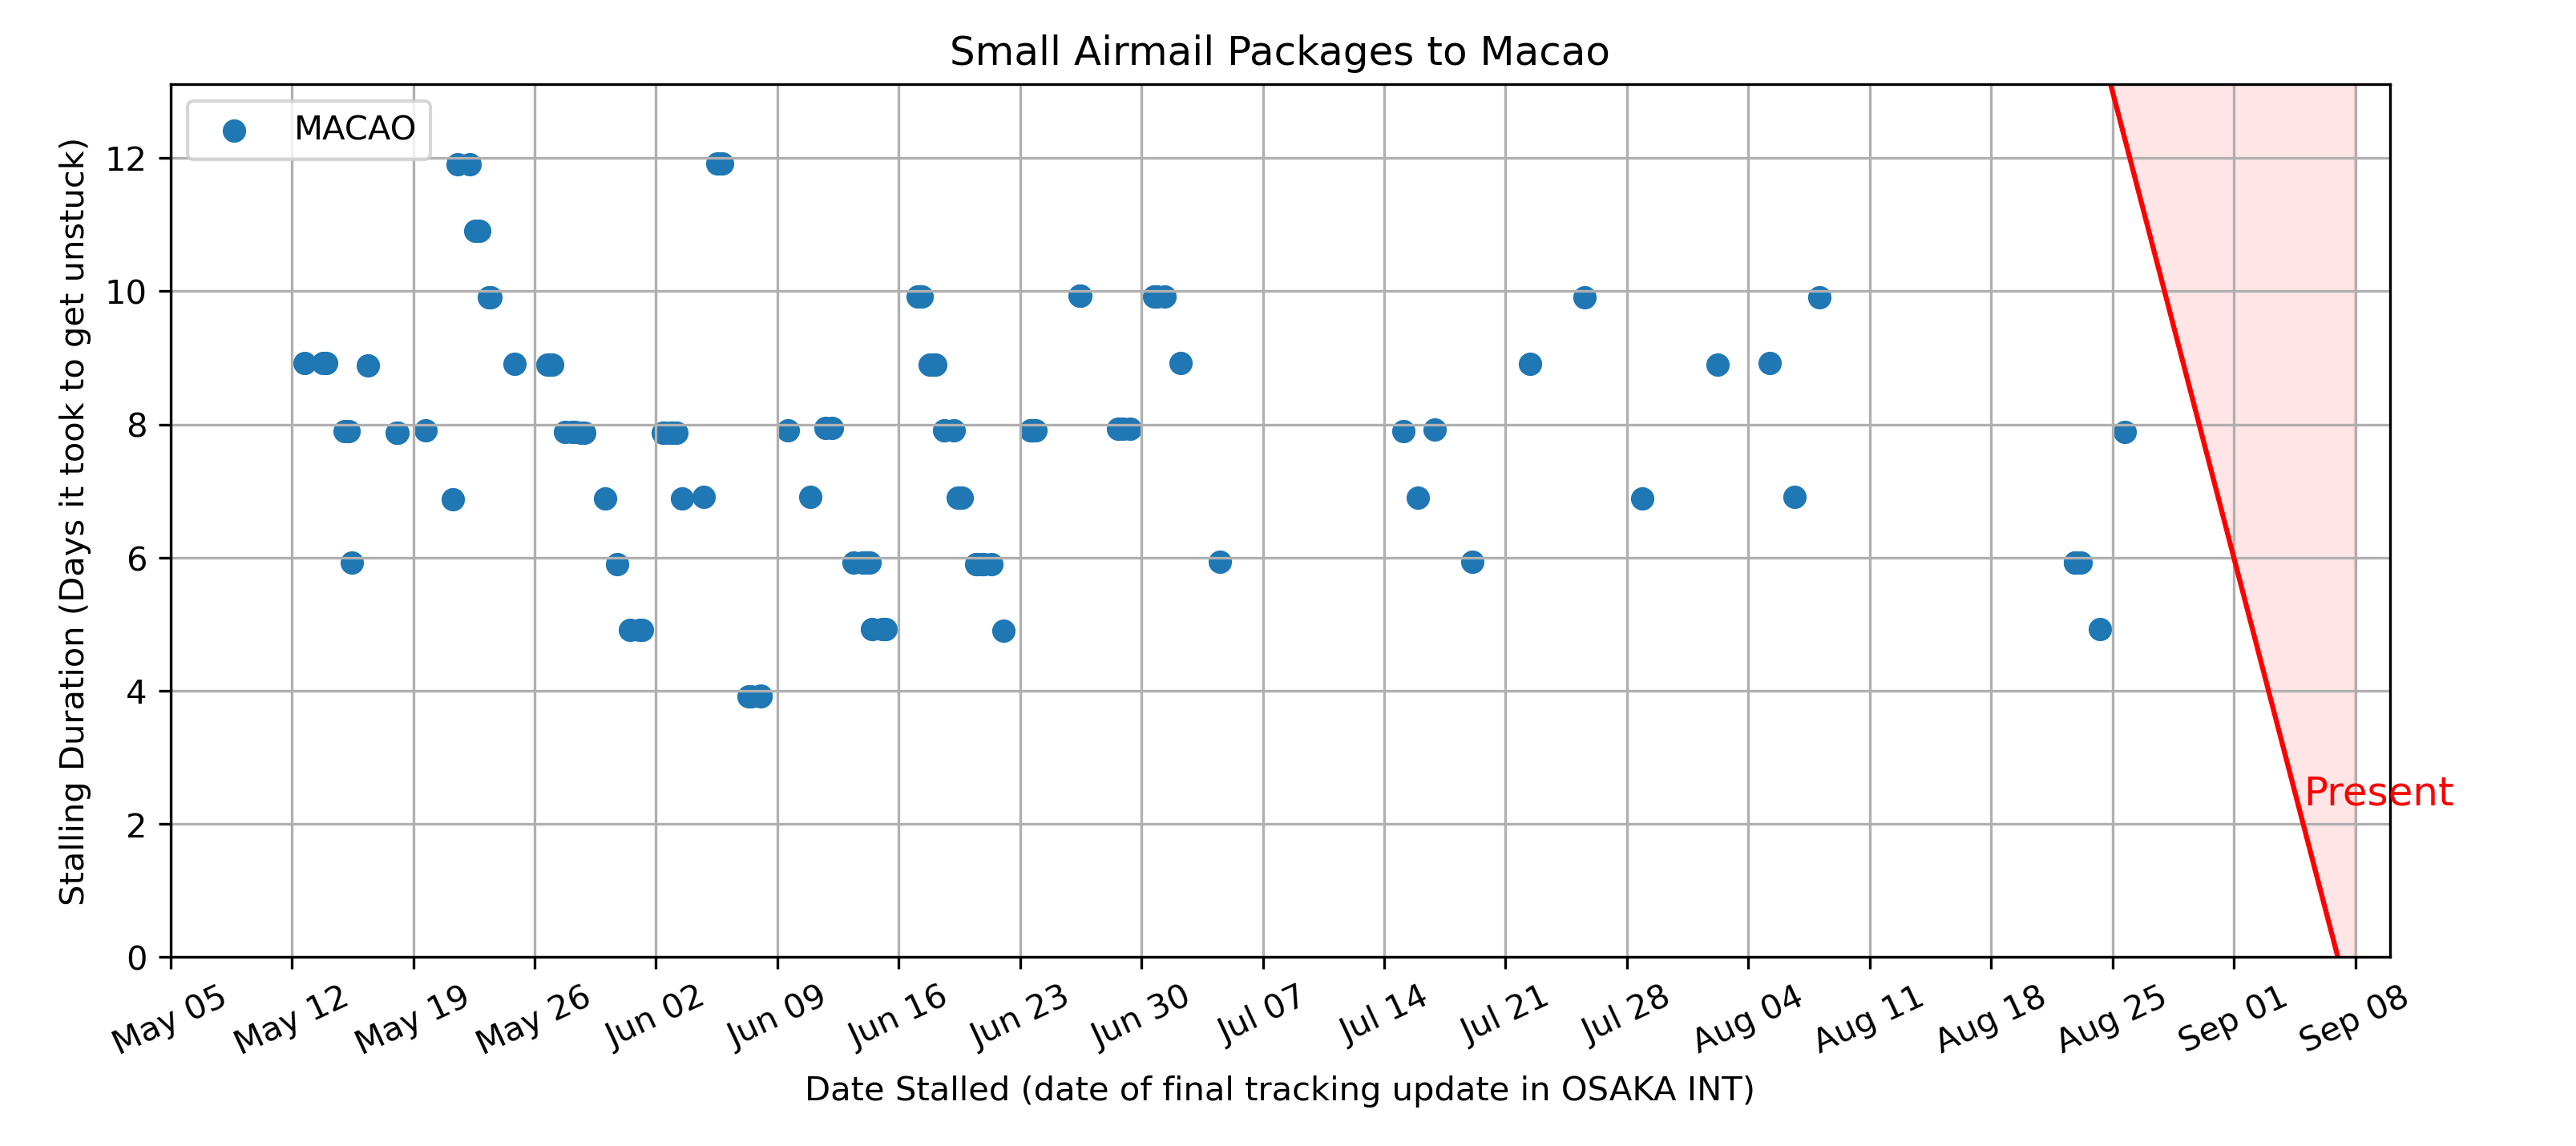 Small Airmail Packages to Macao
MACAO
Stalling Duration (Days it took to get unstuck)
12
10
8
6
4
2
0
Present
May 05 May 12 May 19 May 26 Jun 02 Jun 09 Jun 16 Jun 23 Jun 30 Jul 07 Jul 14 Jul 21 Jul 28 Aug 04 Aug 11 Aug 18 Aug 25 Sep 01 Sep 08
Date Stalled (date of final tracking update in OSAKA INT)